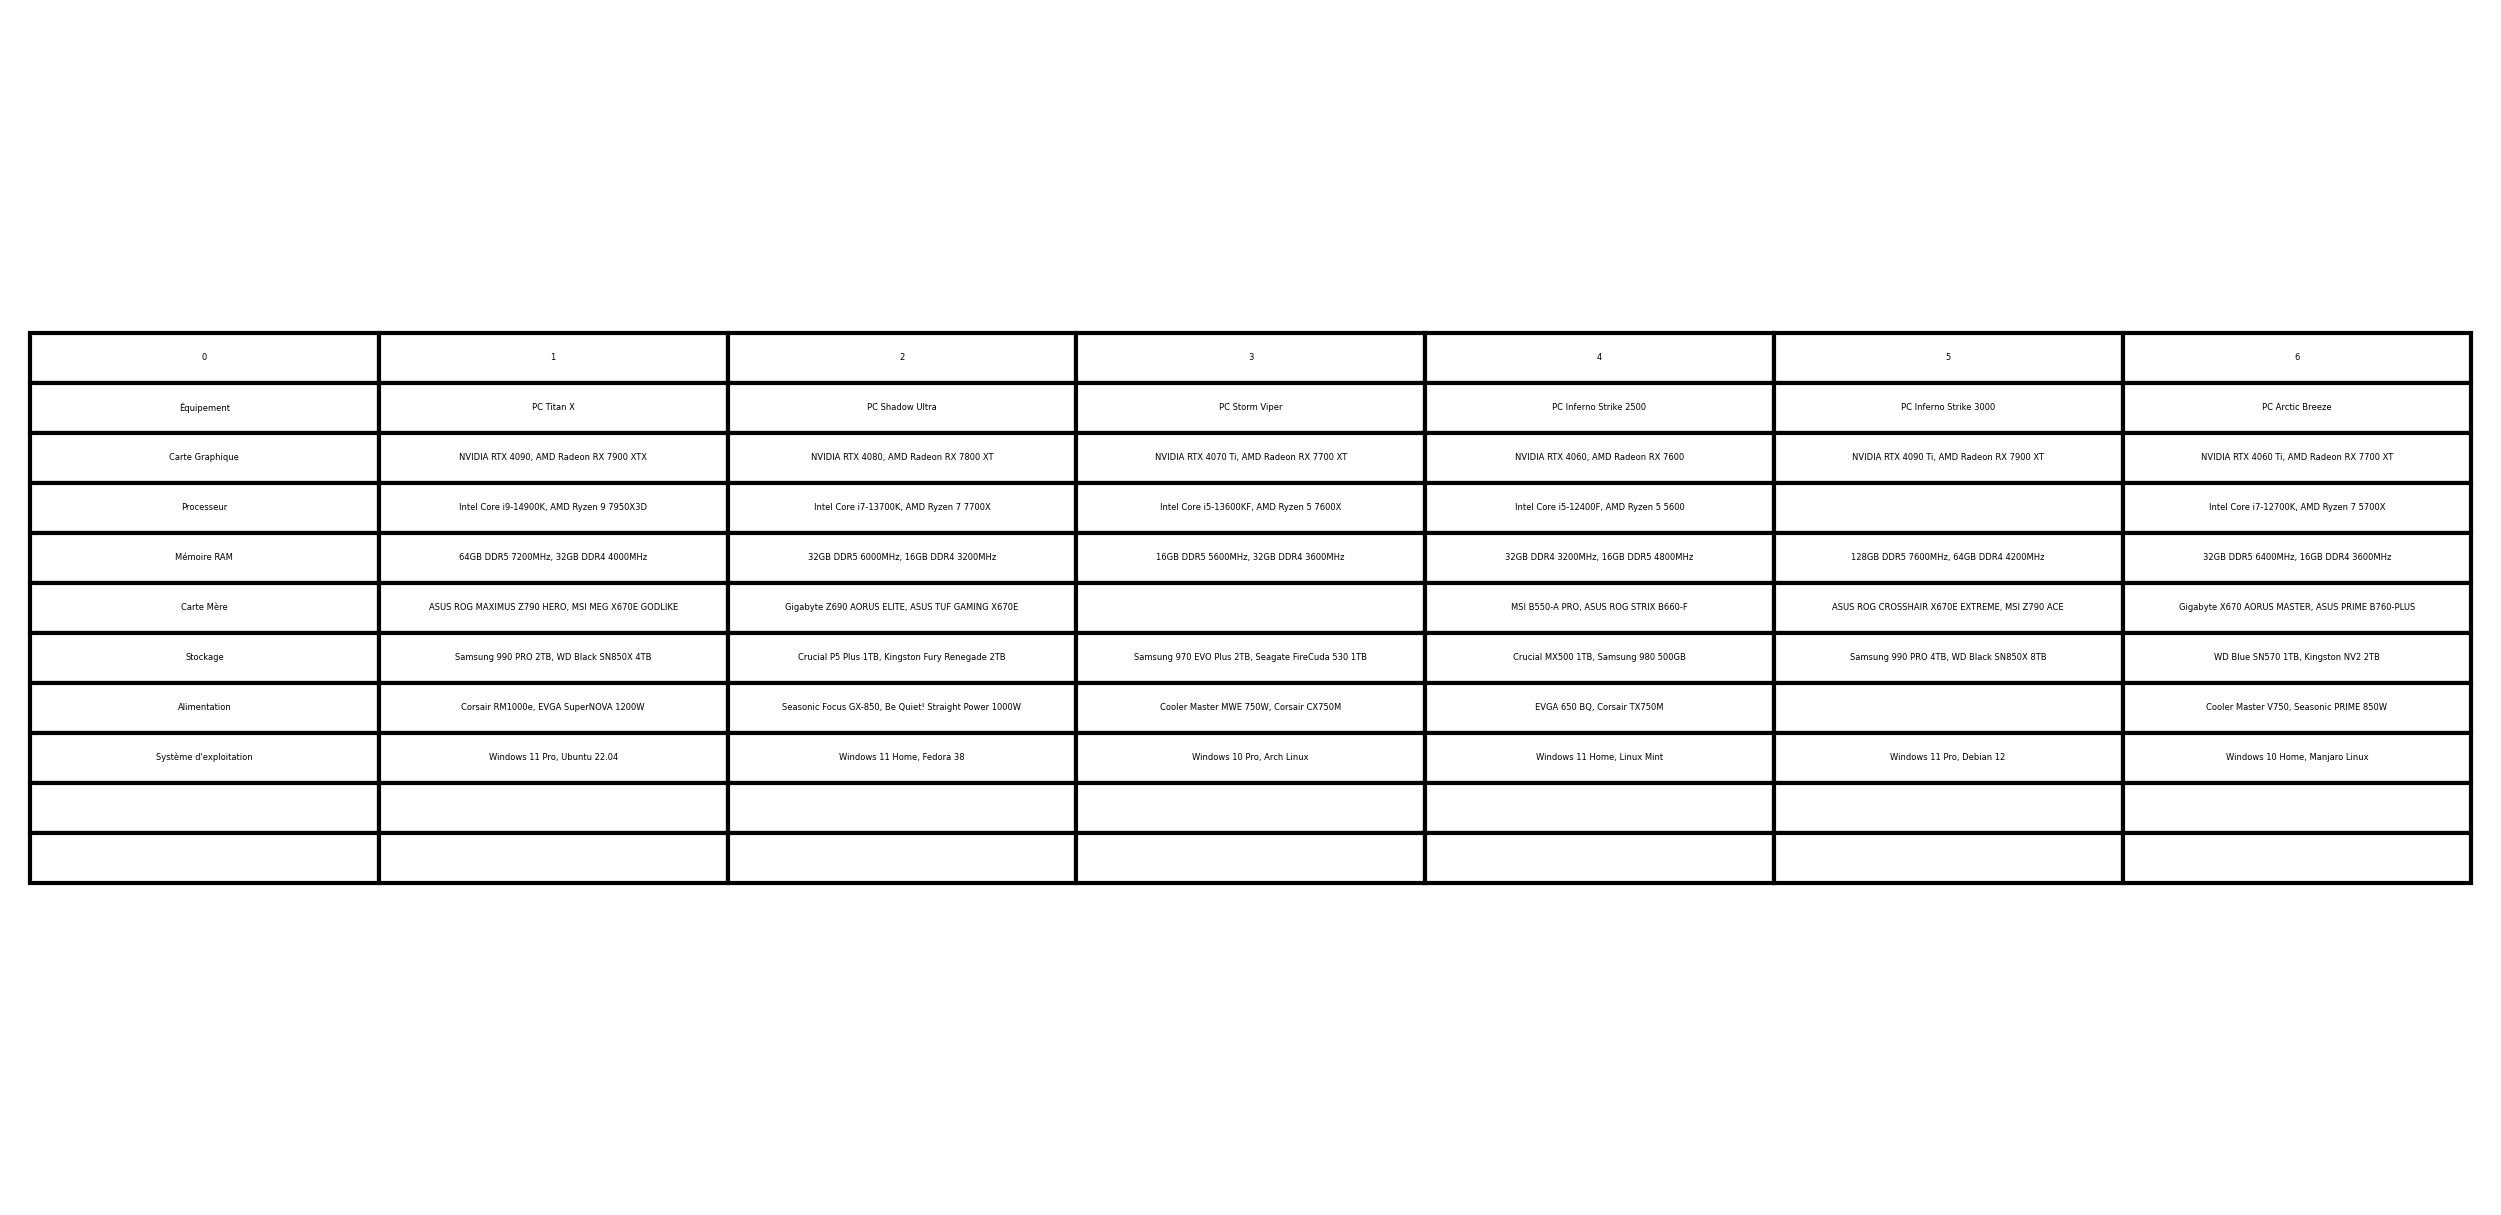 0 1 2 3 4 5 6
Équipement PC Titan X PC Shadow Ultra PC Storm Viper PC Inferno Strike 2500 PC Inferno Strike 3000 PC Arctic Breeze
Carte Graphique NVIDIA RTX 4090, AMD Radeon RX 7900 XTX NVIDIA RTX 4080, AMD Radeon RX 7800 XT NVIDIA RTX 4070 Ti, AMD Radeon RX 7700 XT NVIDIA RTX 4060, AMD Radeon RX 7600 NVIDIA RTX 4090 Ti, AMD Radeon RX 7900 XT NVIDIA RTX 4060 Ti, AMD Radeon RX 7700 XT
Processeur Intel Core i9-14900K, AMD Ryzen 9 7950X3D Intel Core i7-13700K, AMD Ryzen 7 7700X Intel Core i5-13600KF, AMD Ryzen 5 7600X Intel Core i5-12400F, AMD Ryzen 5 5600 Intel Core i7-12700K, AMD Ryzen 7 5700X
Mémoire RAM 64GB DDR5 7200MHz, 32GB DDR4 4000MHz 32GB DDR5 6000MHz, 16GB DDR4 3200MHz 16GB DDR5 5600MHz, 32GB DDR4 3600MHz 32GB DDR4 3200MHz, 16GB DDR5 4800MHz 128GB DDR5 7600MHz, 64GB DDR4 4200MHz 32GB DDR5 6400MHz, 16GB DDR4 3600MHz
Carte Mère ASUS ROG MAXIMUS Z790 HERO, MSI MEG X670E GODLIKE Gigabyte Z690 AORUS ELITE, ASUS TUF GAMING X670E MSI B550-A PRO, ASUS ROG STRIX B660-F ASUS ROG CROSSHAIR X670E EXTREME, MSI Z790 ACE Gigabyte X670 AORUS MASTER, ASUS PRIME B760-PLUS
Stockage Samsung 990 PRO 2TB, WD Black SN850X 4TB Crucial P5 Plus 1TB, Kingston Fury Renegade 2TB Samsung 970 EVO Plus 2TB, Seagate FireCuda 530 1TB Crucial MX500 1TB, Samsung 980 500GB Samsung 990 PRO 4TB, WD Black SN850X 8TB WD Blue SN570 1TB, Kingston NV2 2TB
Alimentation Corsair RM1000e, EVGA SuperNOVA 1200W Seasonic Focus GX-850, Be Quiet! Straight Power 1000W Cooler Master MWE 750W, Corsair CX750M EVGA 650 BQ, Corsair TX750M Cooler Master V750, Seasonic PRIME 850W
Système d'exploitation Windows 11 Pro, Ubuntu 22.04 Windows 11 Home, Fedora 38 Windows 10 Pro, Arch Linux Windows 11 Home, Linux Mint Windows 11 Pro, Debian 12 Windows 10 Home, Manjaro Linux